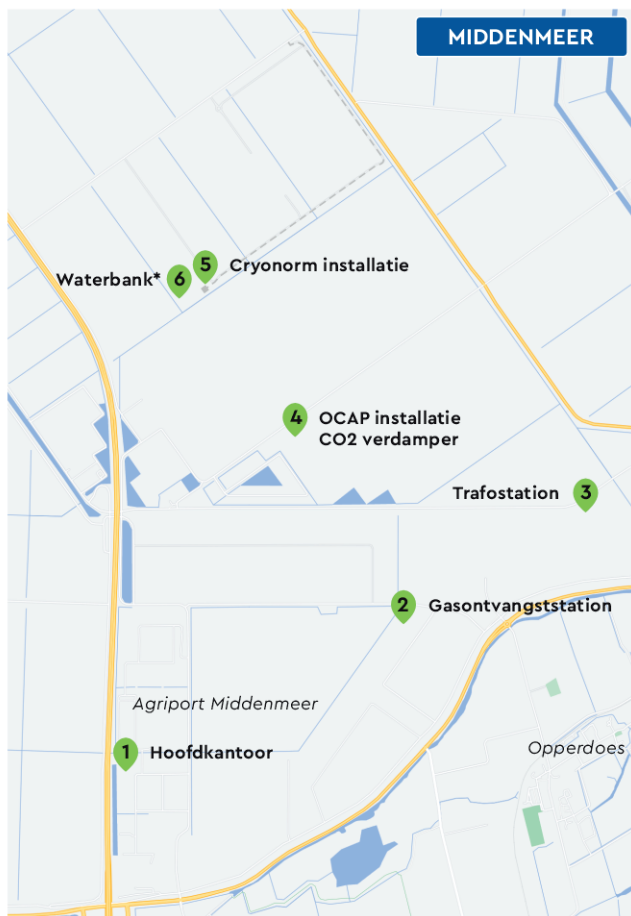 MIDDENMEER
5 Cryonorm installatie
Waterbank* 6
4 OCAP installatie
CO2 verdamper
Trafostation 3
2 Gasontvangststation
Agriport Middenmeer
Opperdoes
1 Hoofdkantoor